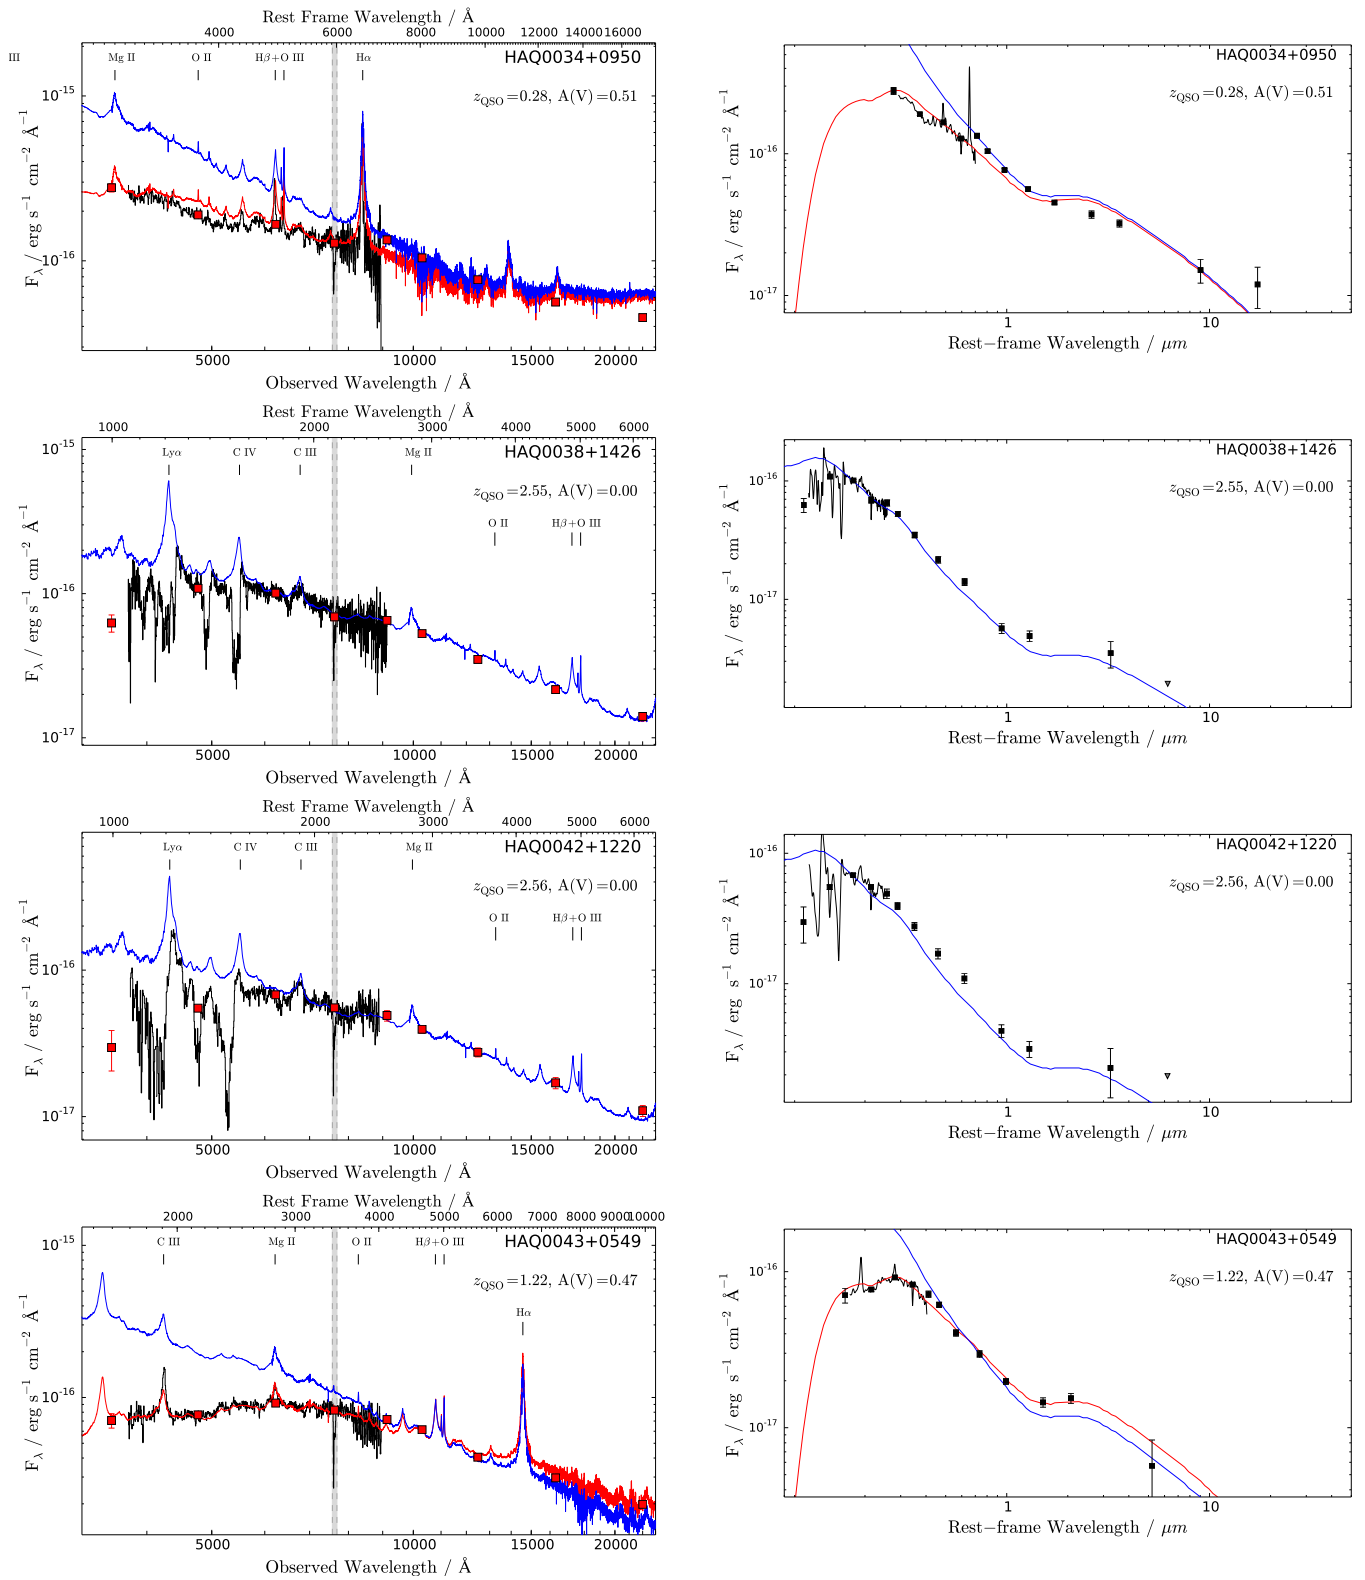 Rest Frame Wavelength / Å
4000 6000 8000 10000 12000 14000 16000
III Mg II O II Hβ+O III Hα HAQ0034+0950
z_QSO=0.28, A(V)=0.51
10⁻¹⁵
10⁻¹⁶
F_λ / erg s⁻¹ cm⁻² Å⁻¹
5000 10000 15000 20000
Observed Wavelength / Å
HAQ0034+0950
z_QSO=0.28, A(V)=0.51
10⁻¹⁶
10⁻¹⁷
F_λ / erg s⁻¹ cm⁻² Å⁻¹
1 10
Rest−frame Wavelength / μm
Rest Frame Wavelength / Å
1000 2000 3000 4000 5000 6000
Lyα C IV C III Mg II HAQ0038+1426
z_QSO=2.55, A(V)=0.00
O II Hβ+O III
10⁻¹⁵
10⁻¹⁶
10⁻¹⁷
F_λ / erg s⁻¹ cm⁻² Å⁻¹
5000 10000 15000 20000
Observed Wavelength / Å
HAQ0038+1426
z_QSO=2.55, A(V)=0.00
10⁻¹⁶
F_λ / erg s⁻¹ cm⁻² Å⁻¹
1 10
Rest−frame Wavelength / μm
Rest Frame Wavelength / Å
1000 2000 3000 4000 5000 6000
Lyα C IV C III Mg II HAQ0042+1220
z_QSO=2.56, A(V)=0.00
O II Hβ+O III
10⁻¹⁶
10⁻¹⁷
F_λ / erg s⁻¹ cm⁻² Å⁻¹
5000 10000 15000 20000
Observed Wavelength / Å
HAQ0042+1220
z_QSO=2.56, A(V)=0.00
10⁻¹⁶
10⁻¹⁷
F_λ / erg s⁻¹ cm⁻² Å⁻¹
1 10
Rest−frame Wavelength / μm
Rest Frame Wavelength / Å
2000 3000 4000 5000 6000 7000 8000 9000 10000
C III Mg II O II Hβ+O III HAQ0043+0549
z_QSO=1.22, A(V)=0.47
Hα
10⁻¹⁵
10⁻¹⁶
F_λ / erg s⁻¹ cm⁻² Å⁻¹
5000 10000 15000 20000
Observed Wavelength / Å
HAQ0043+0549
z_QSO=1.22, A(V)=0.47
10⁻¹⁶
10⁻¹⁷
F_λ / erg s⁻¹ cm⁻² Å⁻¹
1 10
Rest−frame Wavelength / μm